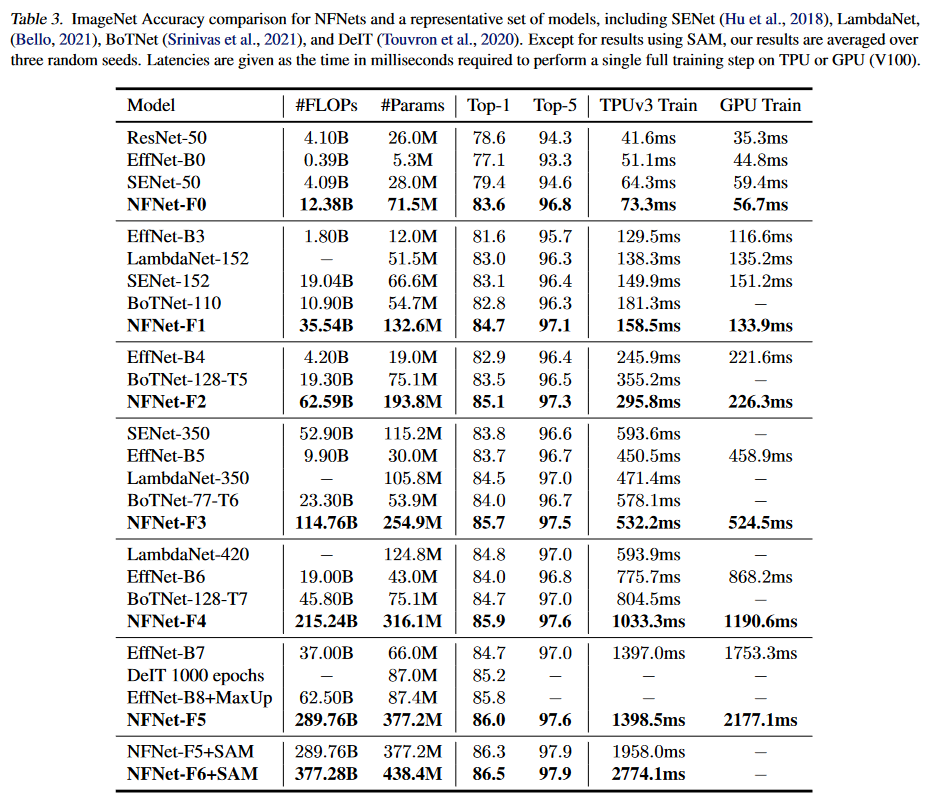 Table 3. ImageNet Accuracy comparison for NFNets and a representative set of models, including SENet (Hu et al., 2018), LambdaNet,
(Bello, 2021), BoTNet (Srinivas et al., 2021), and DeIT (Touvron et al., 2020). Except for results using SAM, our results are averaged over
three random seeds. Latencies are given as the time in milliseconds required to perform a single full training step on TPU or GPU (V100).
Model #FLOPs #Params Top-1 Top-5 TPUv3 Train GPU Train
ResNet-50 4.10B 26.0M 78.6 94.3 41.6ms 35.3ms
EffNet-B0 0.39B 5.3M 77.1 93.3 51.1ms 44.8ms
SENet-50 4.09B 28.0M 79.4 94.6 64.3ms 59.4ms
NFNet-F0 12.38B 71.5M 83.6 96.8 73.3ms 56.7ms
EffNet-B3 1.80B 12.0M 81.6 95.7 129.5ms 116.6ms
LambdaNet-152 – 51.5M 83.0 96.3 138.3ms 135.2ms
SENet-152 19.04B 66.6M 83.1 96.4 149.9ms 151.2ms
BoTNet-110 10.90B 54.7M 82.8 96.3 181.3ms –
NFNet-F1 35.54B 132.6M 84.7 97.1 158.5ms 133.9ms
EffNet-B4 4.20B 19.0M 82.9 96.4 245.9ms 221.6ms
BoTNet-128-T5 19.30B 75.1M 83.5 96.5 355.2ms –
NFNet-F2 62.59B 193.8M 85.1 97.3 295.8ms 226.3ms
SENet-350 52.90B 115.2M 83.8 96.6 593.6ms –
EffNet-B5 9.90B 30.0M 83.7 96.7 450.5ms 458.9ms
LambdaNet-350 – 105.8M 84.5 97.0 471.4ms –
BoTNet-77-T6 23.30B 53.9M 84.0 96.7 578.1ms –
NFNet-F3 114.76B 254.9M 85.7 97.5 532.2ms 524.5ms
LambdaNet-420 – 124.8M 84.8 97.0 593.9ms –
EffNet-B6 19.00B 43.0M 84.0 96.8 775.7ms 868.2ms
BoTNet-128-T7 45.80B 75.1M 84.7 97.0 804.5ms –
NFNet-F4 215.24B 316.1M 85.9 97.6 1033.3ms 1190.6ms
EffNet-B7 37.00B 66.0M 84.7 97.0 1397.0ms 1753.3ms
DeIT 1000 epochs – 87.0M 85.2 – – –
EffNet-B8+MaxUp 62.50B 87.4M 85.8 – – –
NFNet-F5 289.76B 377.2M 86.0 97.6 1398.5ms 2177.1ms
NFNet-F5+SAM 289.76B 377.2M 86.3 97.9 1958.0ms –
NFNet-F6+SAM 377.28B 438.4M 86.5 97.9 2774.1ms –